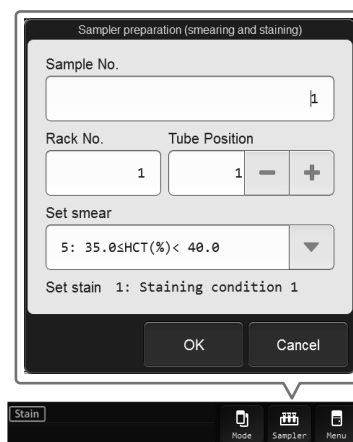 Sampler preparation (smearing and staining)
Sample No.
1
Rack No. Tube Position
1 1 − +
Set smear
5: 35.0≤HCT(%)< 40.0
Set stain 1: Staining condition 1
OK Cancel
Stain
Mode Sampler Menu